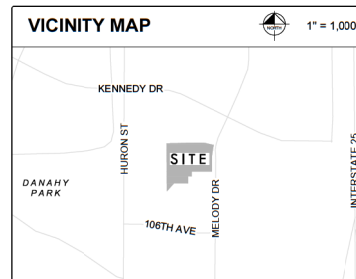 VICINITY MAP
NORTH
1" = 1,000
KENNEDY DR
HURON ST
SITE
INTERSTATE 25
DANAHY
PARK
MELODY DR
106TH AVE